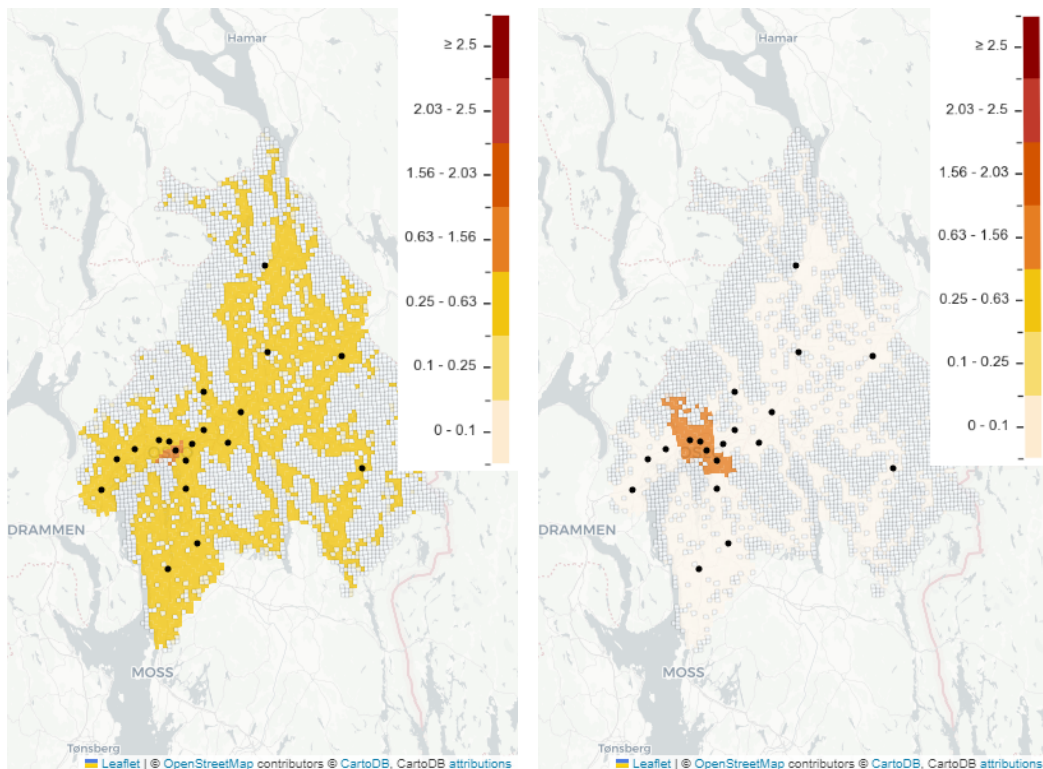 Hamar
≥ 2.5
2.03 - 2.5
1.56 - 2.03
0.63 - 1.56
0.25 - 0.63
0.1 - 0.25
0 - 0.1
DRAMMEN
MOSS
Tønsberg
Leaflet | © OpenStreetMap contributors © CartoDB, CartoDB attributions
Hamar
≥ 2.5
2.03 - 2.5
1.56 - 2.03
0.63 - 1.56
0.25 - 0.63
0.1 - 0.25
0 - 0.1
DRAMMEN
MOSS
Tønsberg
Leaflet | © OpenStreetMap contributors © CartoDB, CartoDB attributions